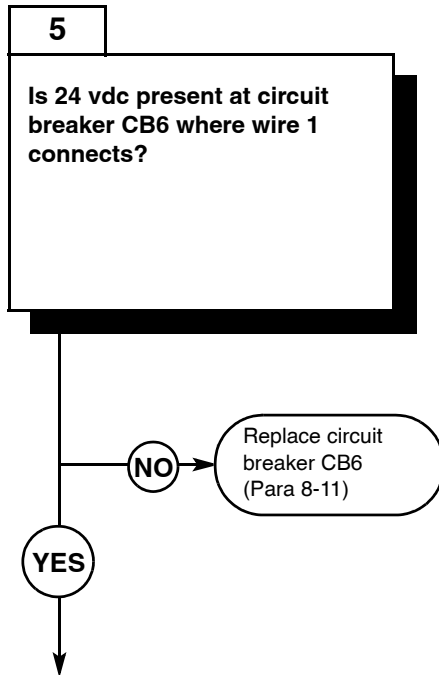 5
Is 24 vdc present at circuit
breaker CB6 where wire 1
connects?
NO
Replace circuit
breaker CB6
(Para 8-11)
YES